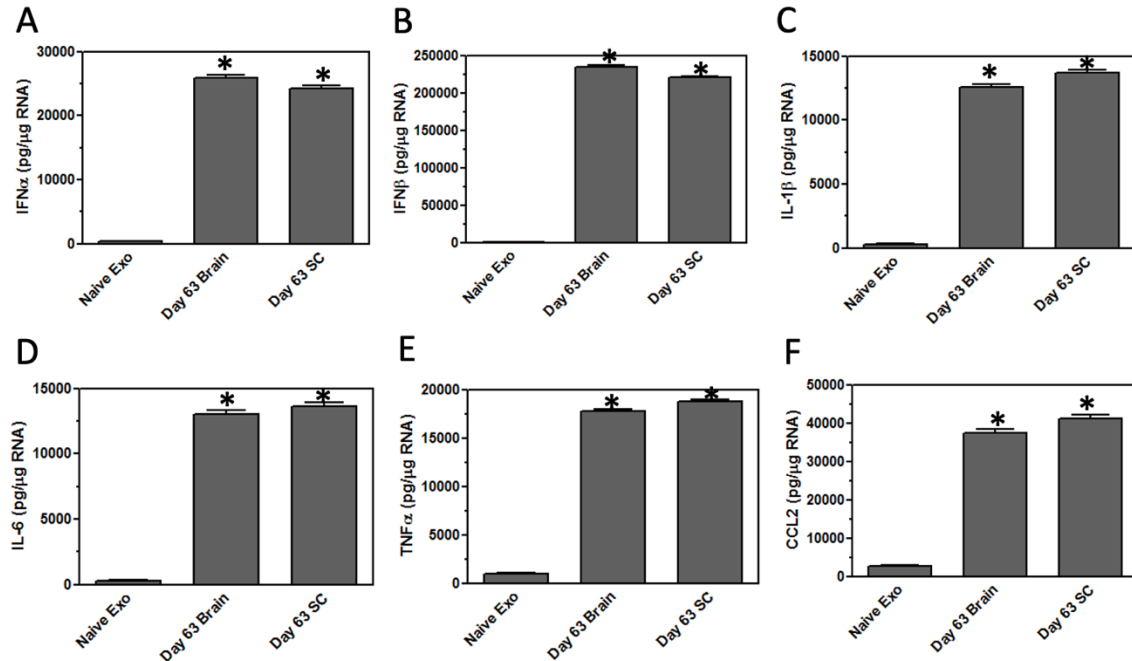 A
IFNα (pg/μg RNA)
30000
20000
10000
0
*
*
Naive Exo
Day 63 Brain
Day 63 SC
B
IFNβ (pg/μg RNA)
250000
200000
150000
100000
50000
0
*
*
Naive Exo
Day 63 Brain
Day 63 SC
C
IL-1β (pg/μg RNA)
15000
10000
5000
0
*
*
Naive Exo
Day 63 Brain
Day 63 SC
D
IL-6 (pg/μg RNA)
15000
10000
5000
0
*
*
Naive Exo
Day 63 Brain
Day 63 SC
E
TNFα (pg/μg RNA)
20000
15000
10000
5000
0
*
*
Naive Exo
Day 63 Brain
Day 63 SC
F
CCL2 (pg/μg RNA)
50000
40000
30000
20000
10000
0
*
*
Naive Exo
Day 63 Brain
Day 63 SC